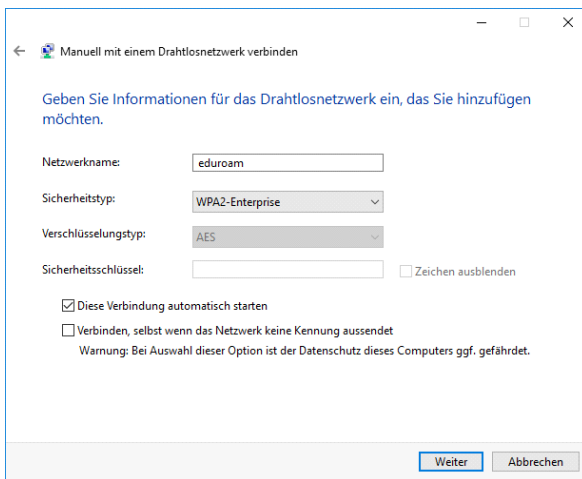 Manuell mit einem Drahtlosnetzwerk verbinden
Geben Sie Informationen für das Drahtlosnetzwerk ein, das Sie hinzufügen
möchten.
Netzwerkname: eduroam
Sicherheitstyp: WPA2-Enterprise
Verschlüsselungstyp: AES
Sicherheitsschlüssel: Zeichen ausblenden
Diese Verbindung automatisch starten
Verbinden, selbst wenn das Netzwerk keine Kennung aussendet
Warnung: Bei Auswahl dieser Option ist der Datenschutz dieses Computers ggf. gefährdet.
Weiter Abbrechen